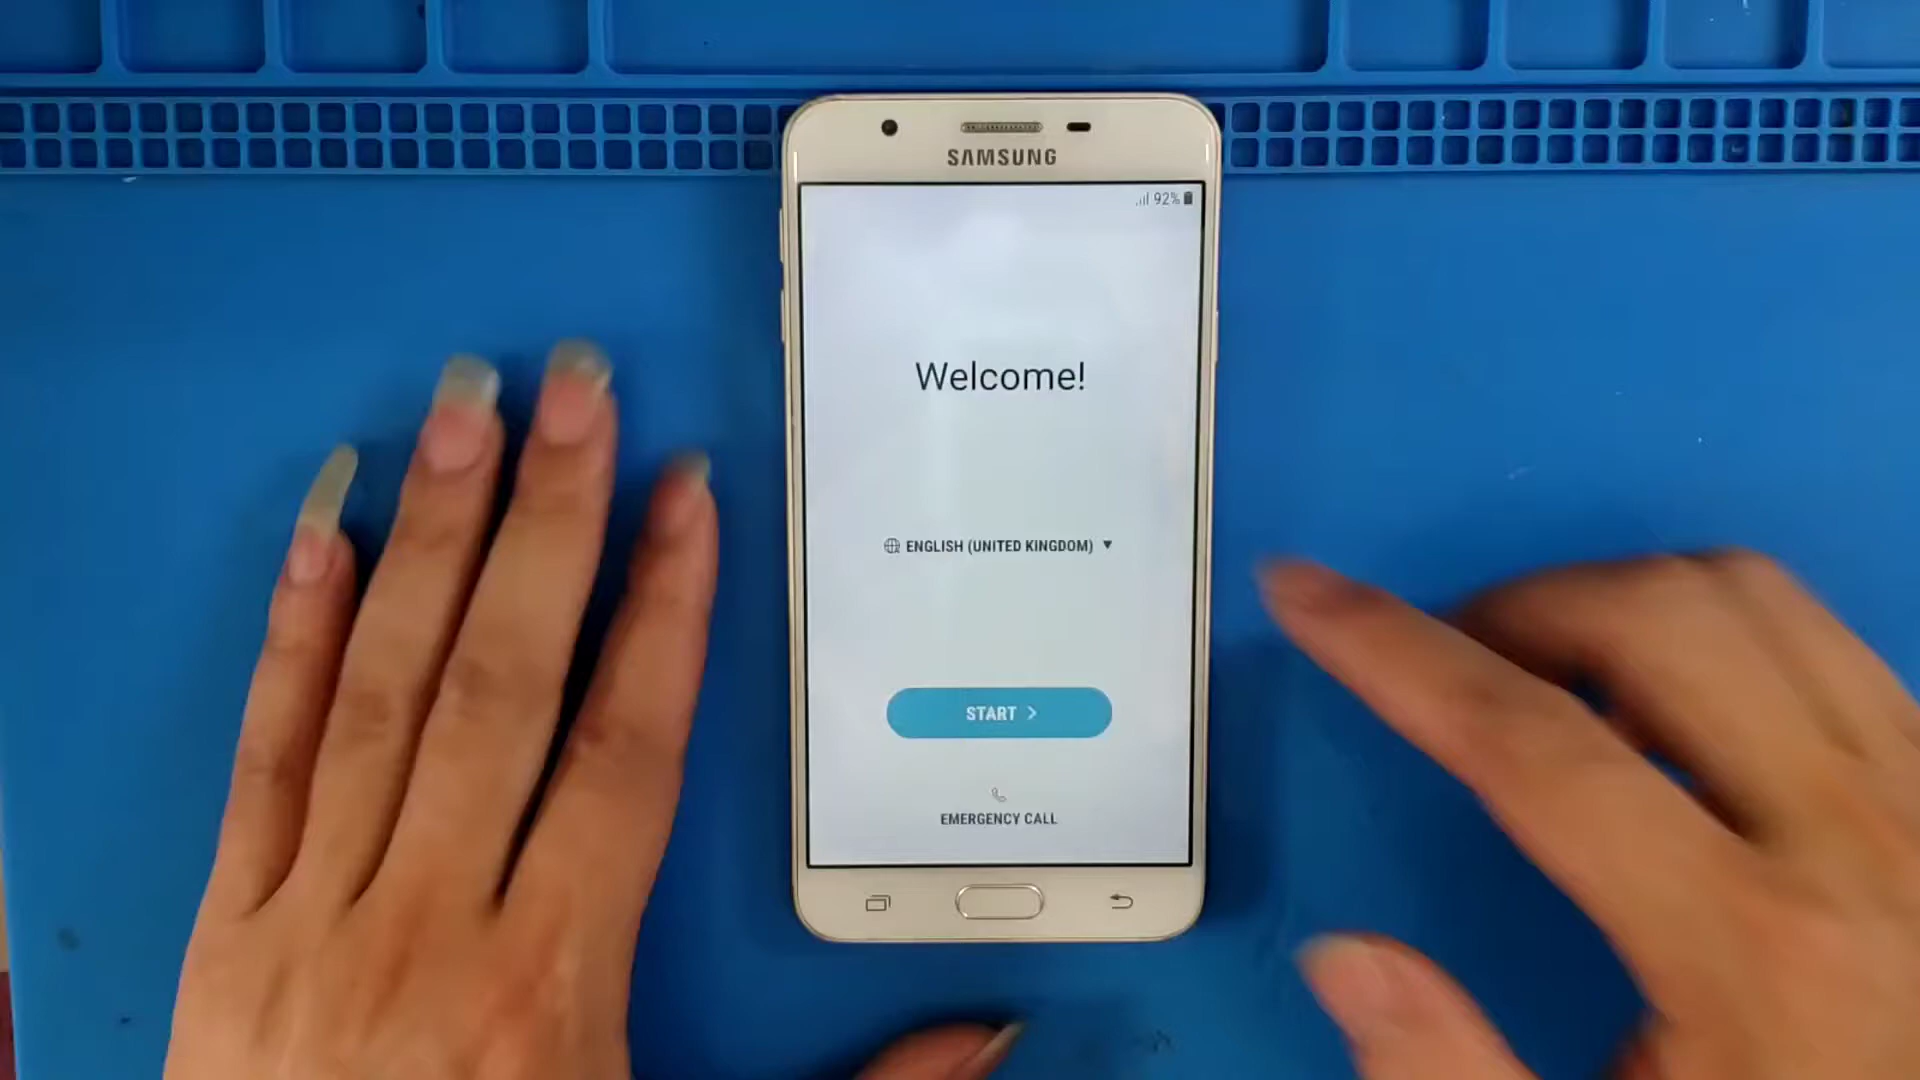 SAMSUNG
92%
Welcome!
ENGLISH (UNITED KINGDOM)
START
EMERGENCY CALL